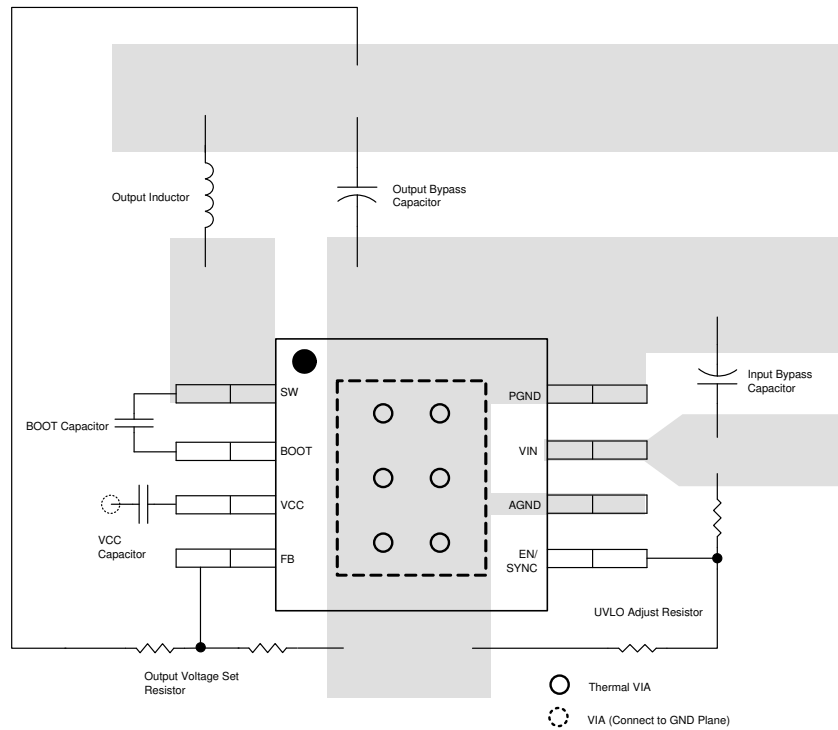 Output Inductor
Output Bypass
Capacitor
Input Bypass
Capacitor
SW
PGND
BOOT Capacitor
BOOT
VIN
VCC
AGND
VCC
Capacitor
FB
EN/
SYNC
UVLO Adjust Resistor
Output Voltage Set
Resistor
Thermal VIA
VIA (Connect to GND Plane)